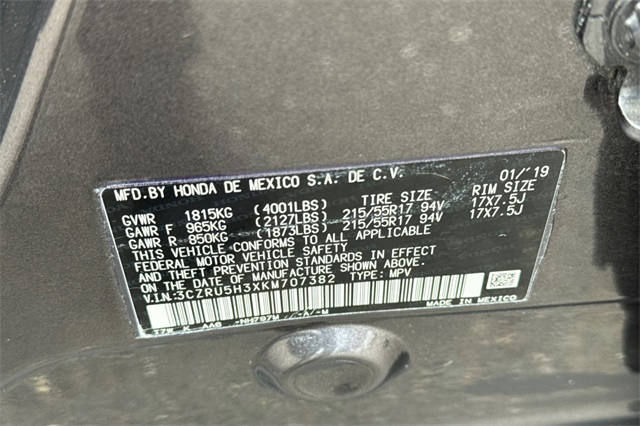 MFD.BY HONDA DE MEXICO S.A. DE C.V. 01/'19
GVWR 1815KG (4001LBS) TIRE SIZE RIM SIZE
GAWR F 965KG (2127LBS) 215/55R17 94V 17X7.5J
GAWR R 850KG (1873LBS) 215/55R17 94V 17X7.5J
THIS VEHICLE CONFORMS TO ALL APPLICABLE
FEDERAL MOTOR VEHICLE SAFETY
AND THEFT PREVENTION STANDARDS IN EFFECT
ON THE DATE OF MANUFACTURE SHOWN ABOVE.
V.I.N.:3CZRU5H3XKM707382 TYPE: MPV
T7W K AA6 NH797M -A/-M
MADE IN MEXICO